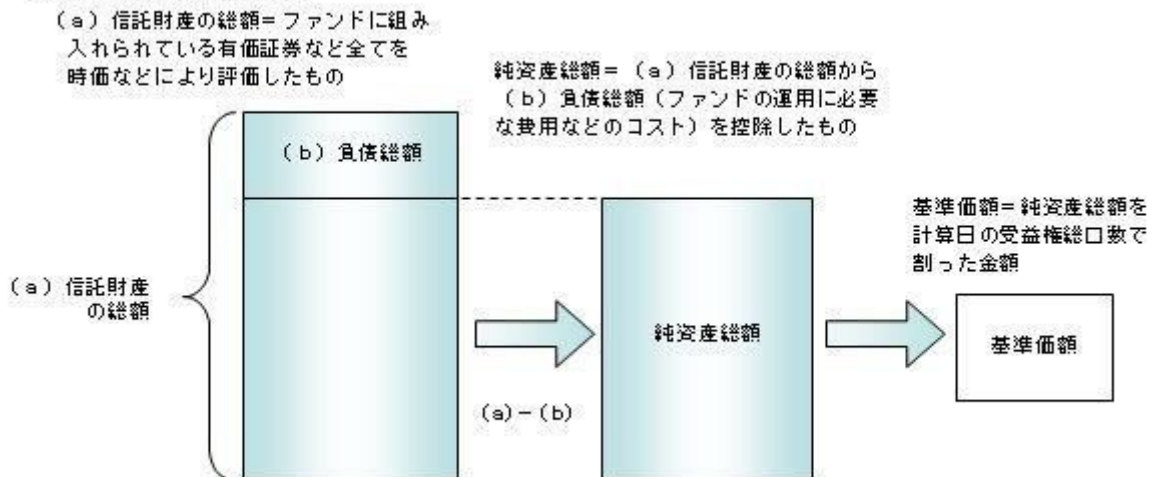 (a)信託財産の総額=ファンドに組み
入れられている有価証券など全てを
時価などにより評価したもの
純資産総額=(a)信託財産の総額から
(b)負債総額(ファンドの運用に必要
な費用などのコスト)を控除したもの
(b)負債総額
基準価額=純資産総額を
計算日の受益権総口数で
割った金額
(a)信託財産
の総額
純資産総額
基準価額
(a)-(b)